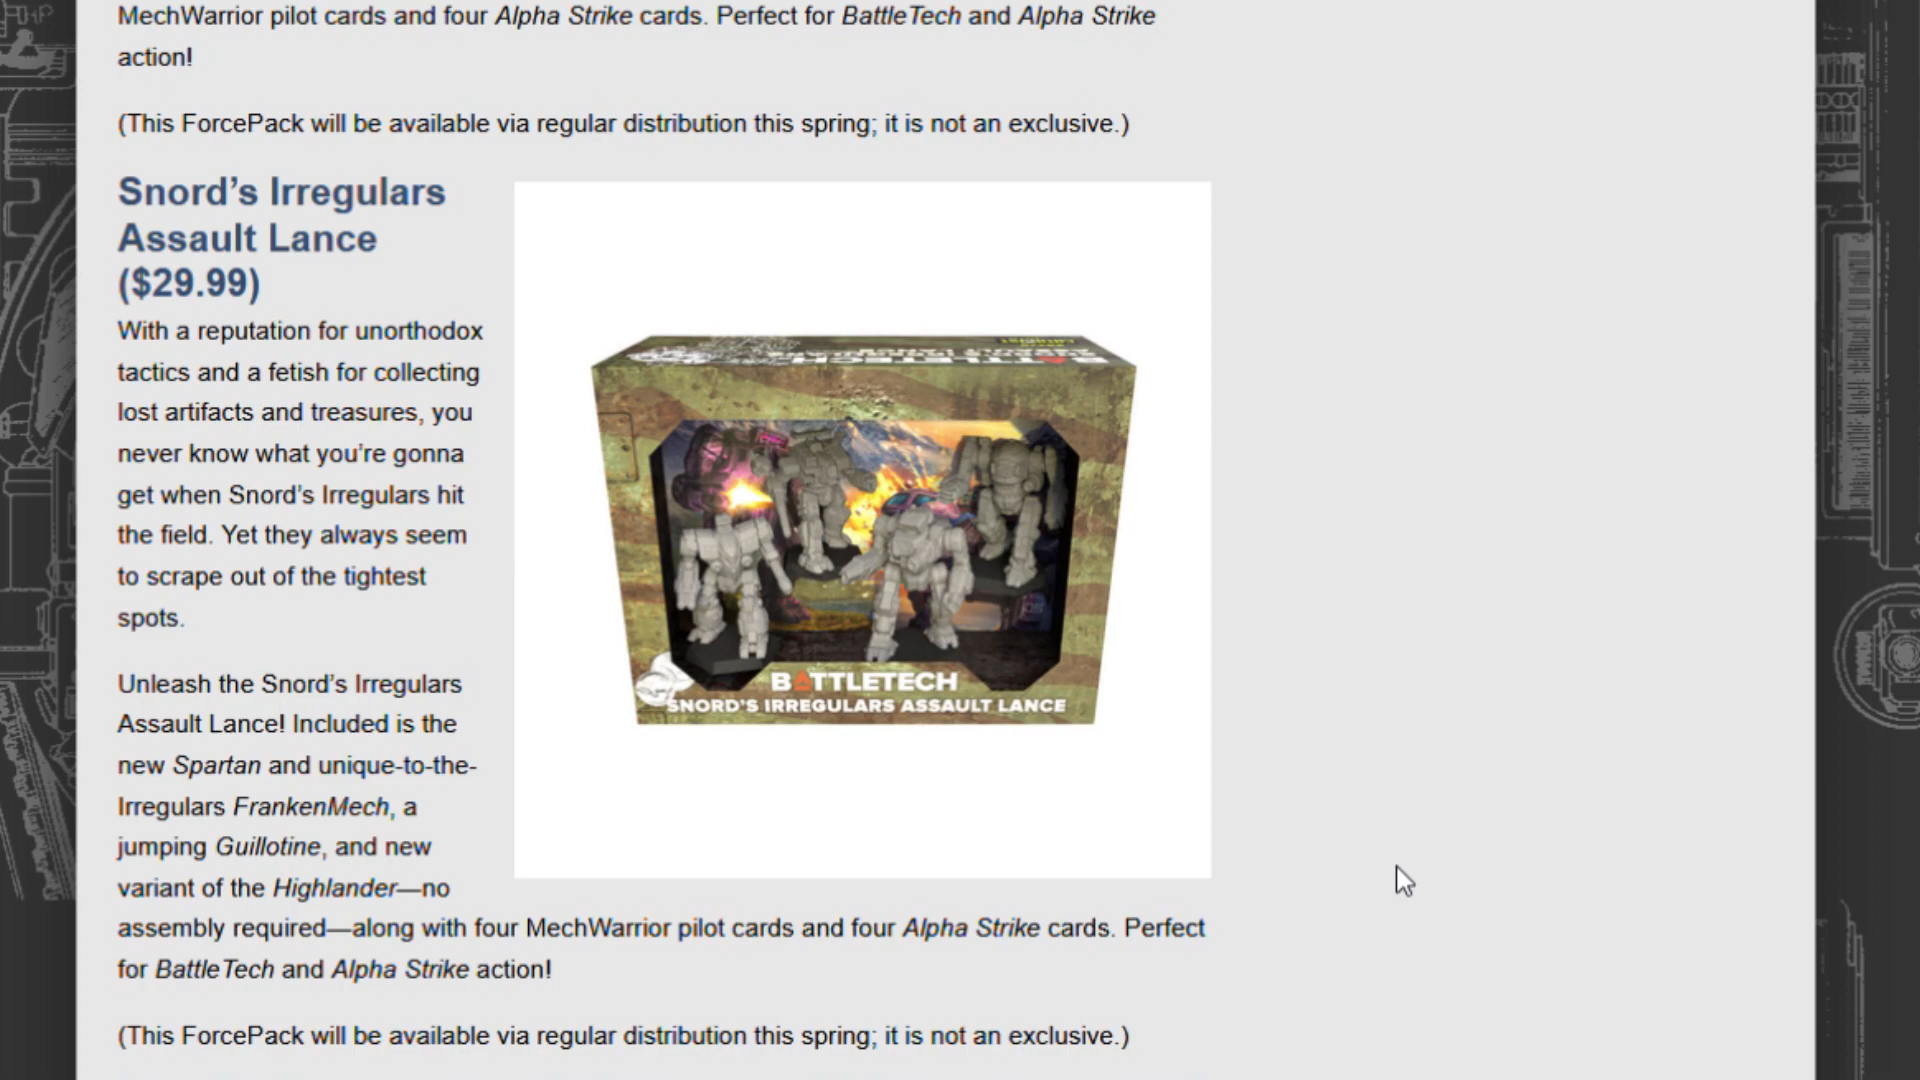 MechWarrior pilot cards and four Alpha Strike cards. Perfect for BattleTech and Alpha Strike
action!
(This ForcePack will be available via regular distribution this spring; it is not an exclusive.)
Snord’s Irregulars
Assault Lance
($29.99)
With a reputation for unorthodox
tactics and a fetish for collecting
lost artifacts and treasures, you
never know what you’re gonna
get when Snord’s Irregulars hit
the field. Yet they always seem
to scrape out of the tightest
spots.
Unleash the Snord’s Irregulars
Assault Lance! Included is the
new Spartan and unique-to-the-
Irregulars FrankenMech, a
jumping Guillotine, and new
variant of the Highlander—no
assembly required—along with four MechWarrior pilot cards and four Alpha Strike cards. Perfect
for BattleTech and Alpha Strike action!
(This ForcePack will be available via regular distribution this spring; it is not an exclusive.)
BATTLETECH
SNORD'S IRREGULARS ASSAULT LANCE